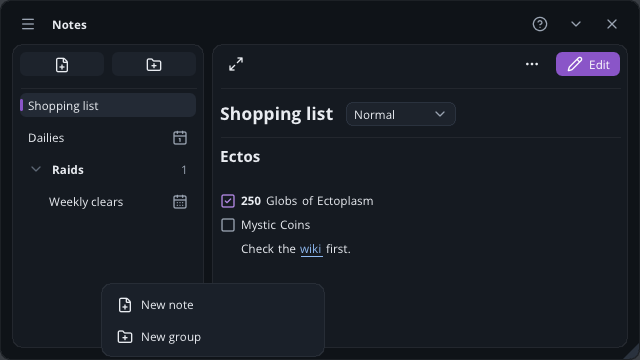 Notes
Edit
Shopping list
Dailies
Raids 1
Weekly clears
Shopping list Normal
Ectos
250 Globs of Ectoplasm
Mystic Coins
Check the wiki first.
New note
New group